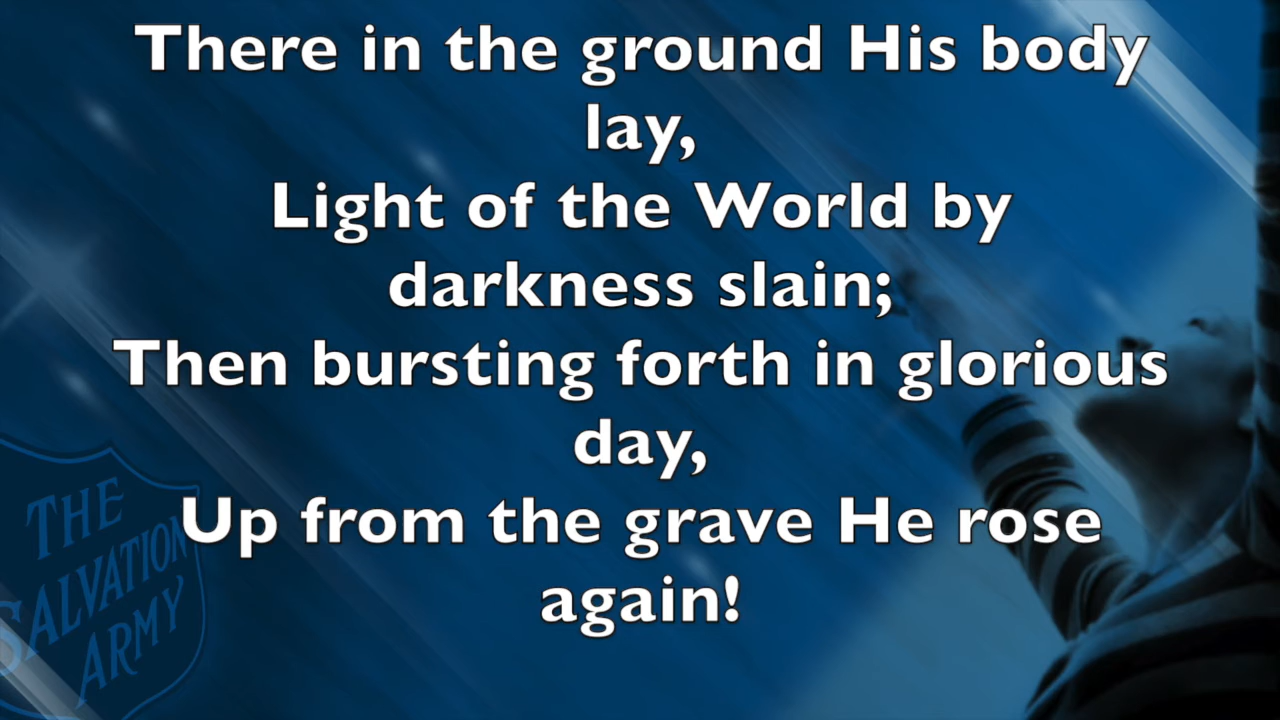 There in the ground His body
lay,
Light of the World by
darkness slain;
Then bursting forth in glorious
day,
Up from the grave He rose
again!
THE
SALVATION
ARMY